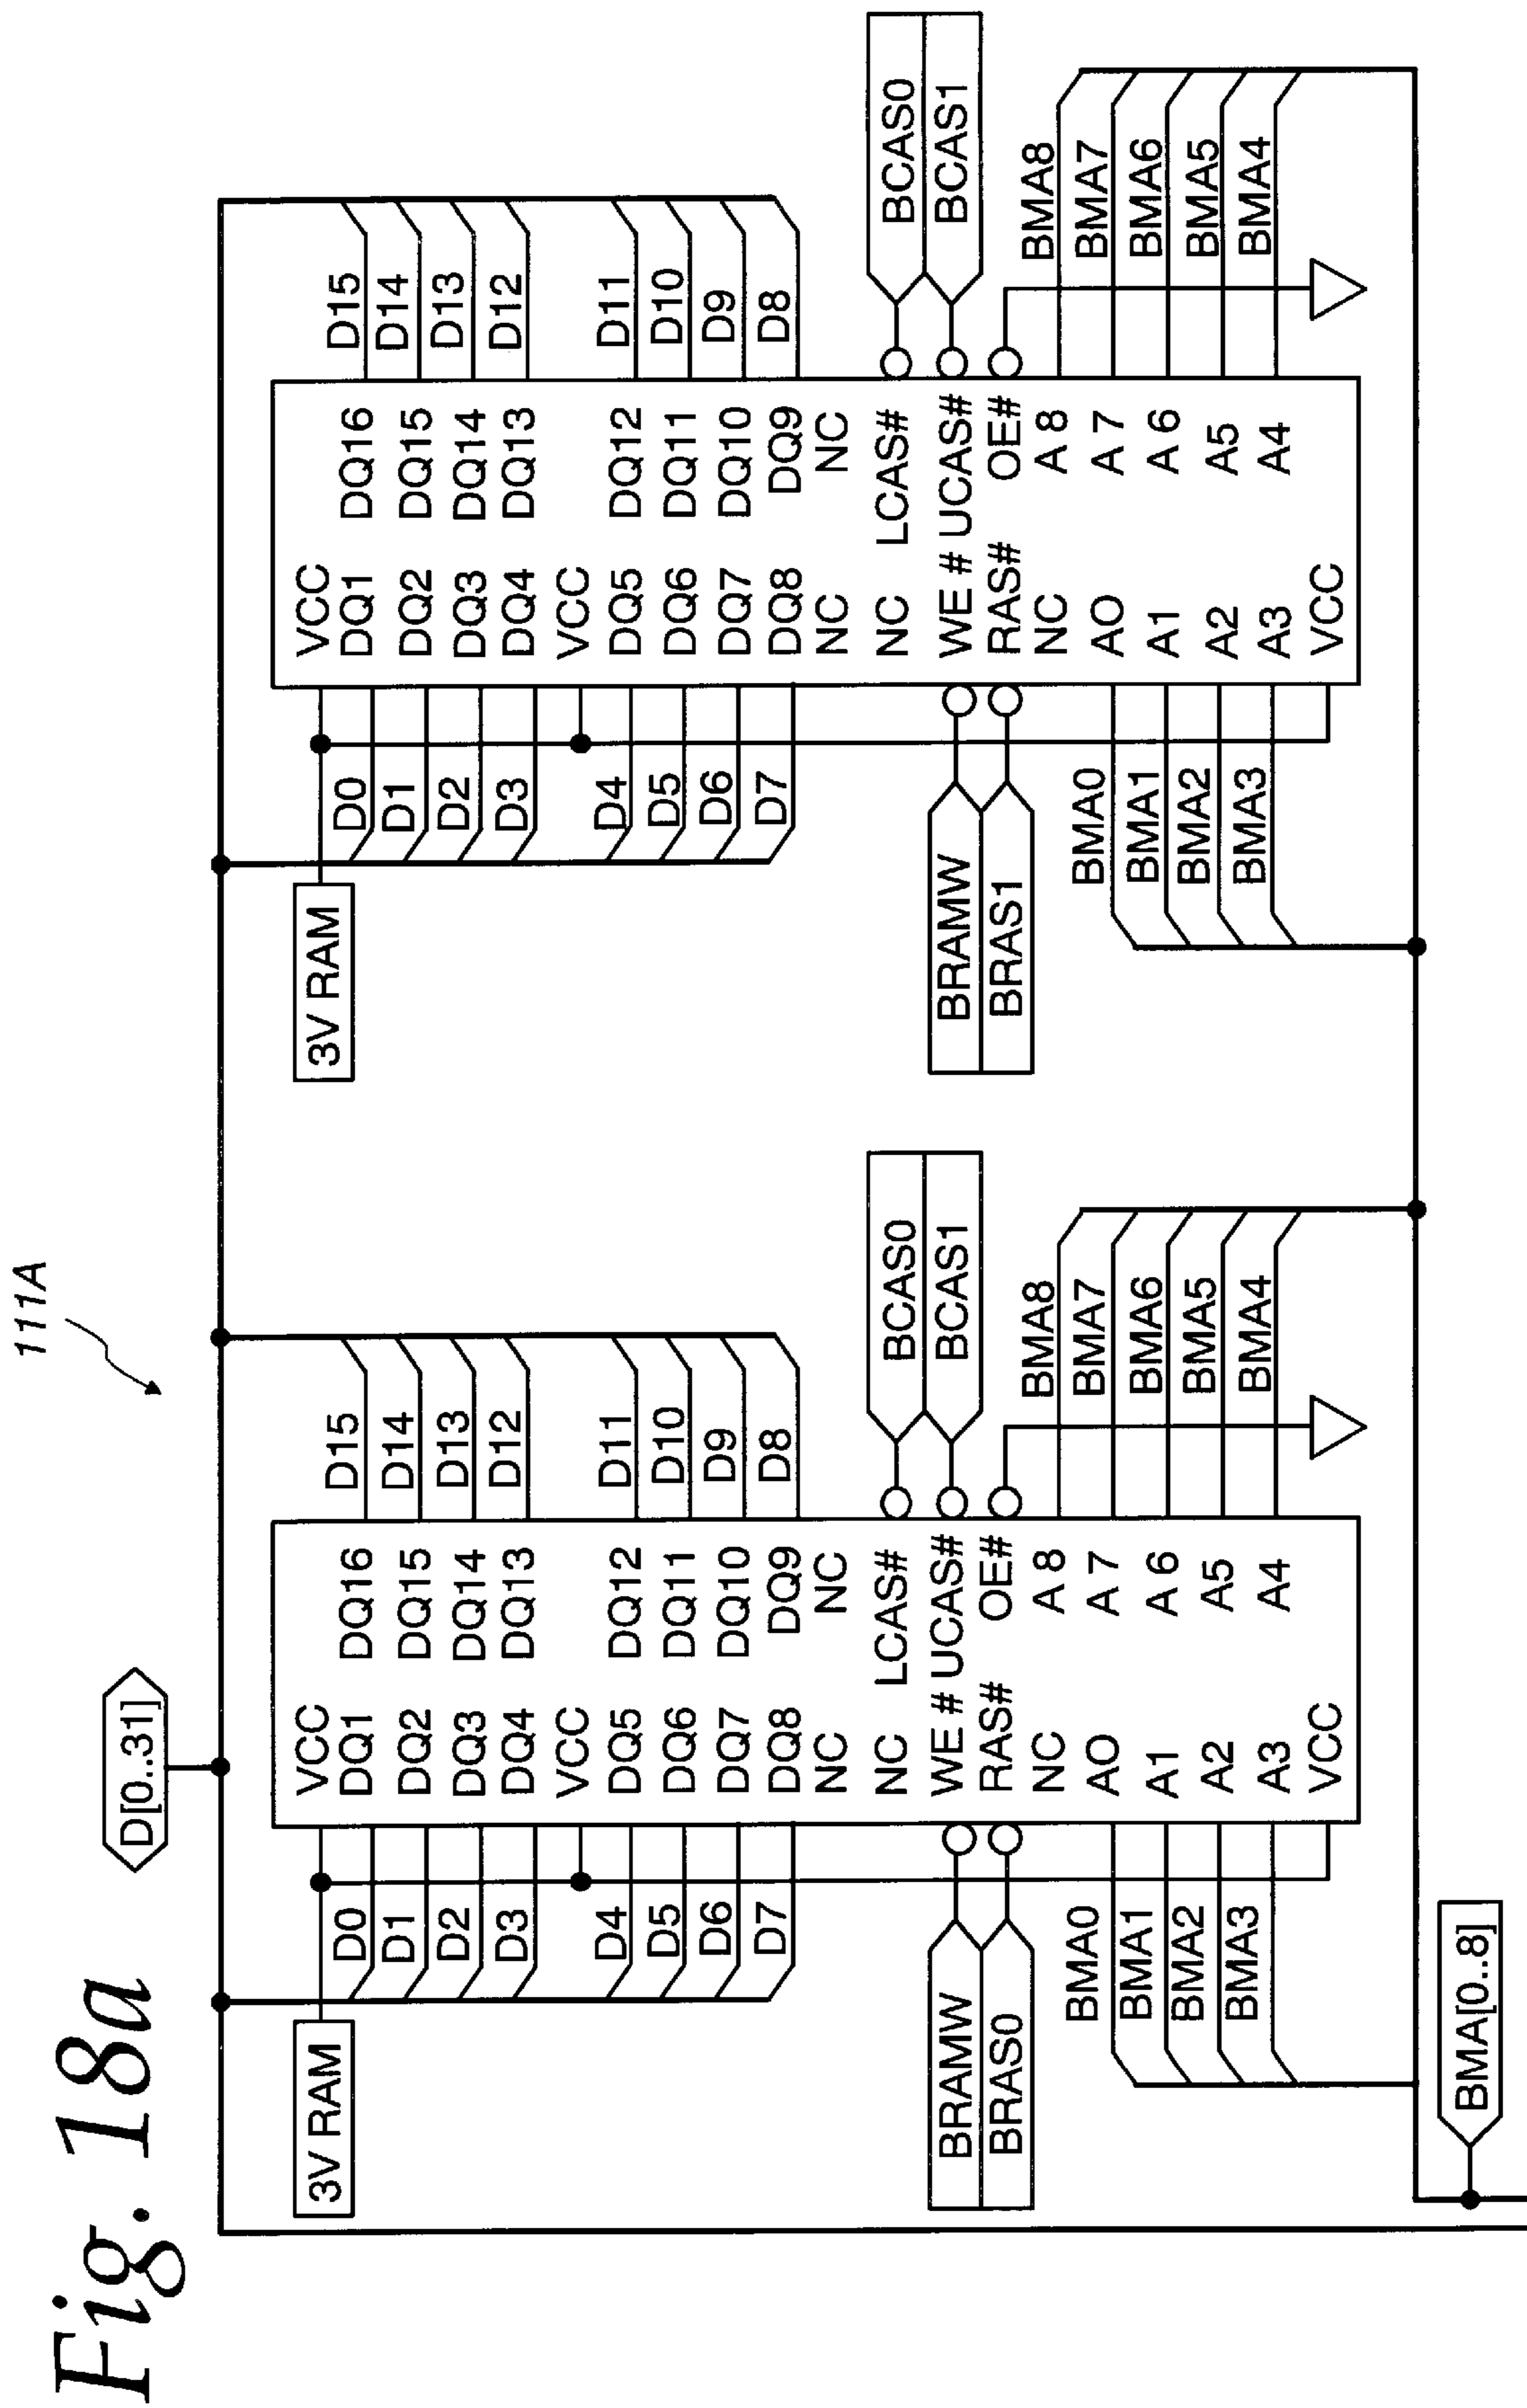 Fig. 18a
111A
D[0..31]
3V RAM
D0
D1
D2
D3
D4
D5
D6
D7
BRAMW
BRAS0
BMA0
BMA1
BMA2
BMA3
VCC
DQ1 DQ16
DQ2 DQ15
DQ3 DQ14
DQ4 DQ13
VCC
DQ5 DQ12
DQ6 DQ11
DQ7 DQ10
DQ8 DQ9
NC NC
NC LCAS#
WE # UCAS#
RAS# OE#
NC A 8
AO A 7
A1 A 6
A2 A5
A3 A4
VCC
D15
D14
D13
D12
D11
D10
D9
D8
BCAS0
BCAS1
BMA8
BMA7
BMA6
BMA5
BMA4
3V RAM
D0
D1
D2
D3
D4
D5
D6
D7
BRAMW
BRAS1
BMA0
BMA1
BMA2
BMA3
VCC
DQ1 DQ16
DQ2 DQ15
DQ3 DQ14
DQ4 DQ13
VCC
DQ5 DQ12
DQ6 DQ11
DQ7 DQ10
DQ8 DQ9
NC NC
NC LCAS#
WE # UCAS#
RAS# OE#
NC A 8
AO A 7
A1 A 6
A2 A5
A3 A4
VCC
D15
D14
D13
D12
D11
D10
D9
D8
BCAS0
BCAS1
BMA8
BMA7
BMA6
BMA5
BMA4
BMA[0..8]